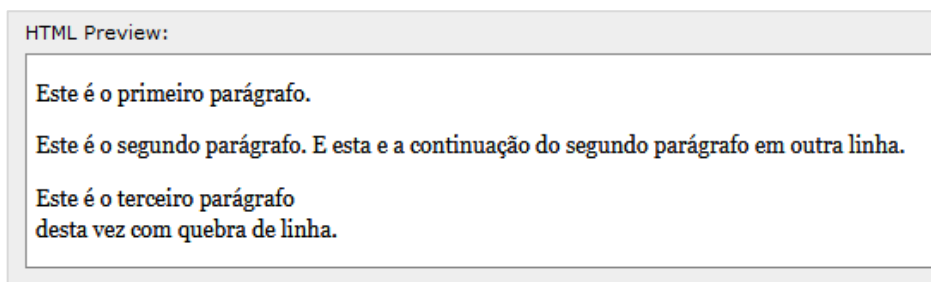 HTML Preview:
Este é o primeiro parágrafo.
Este é o segundo parágrafo. E esta e a continuação do segundo parágrafo em outra linha.
Este é o terceiro parágrafo
desta vez com quebra de linha.